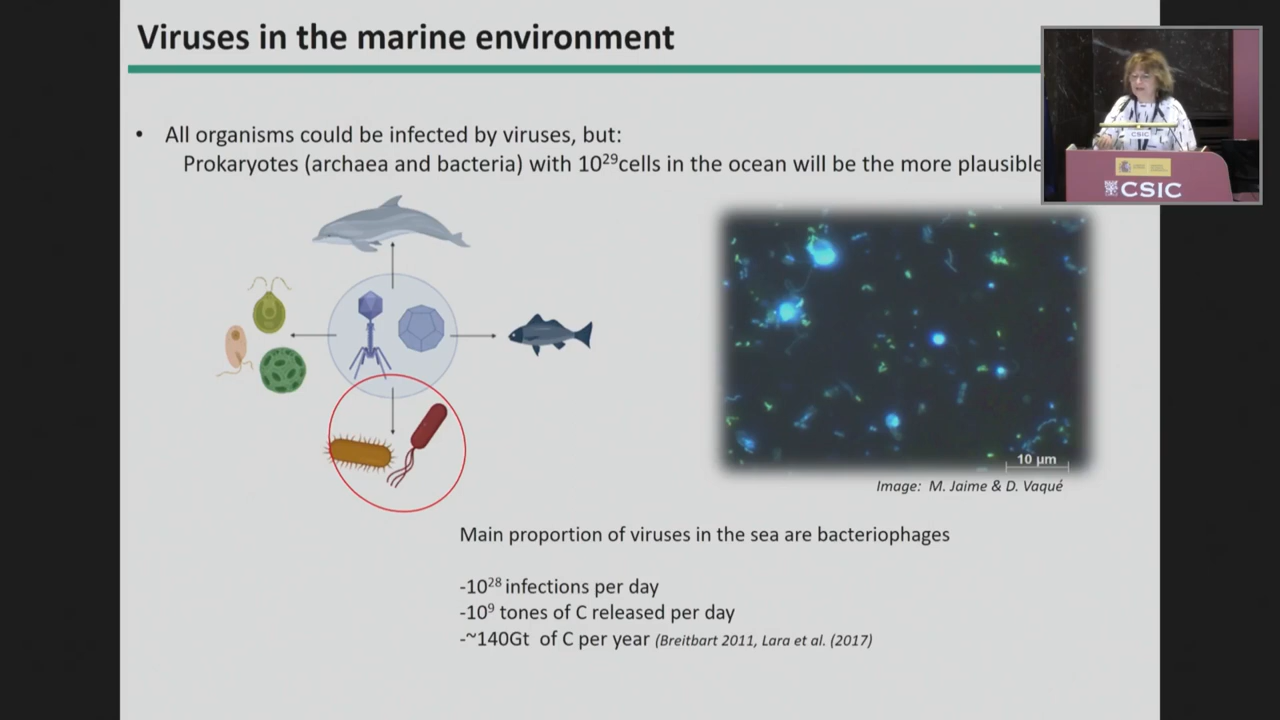 Viruses in the marine environment
• All organisms could be infected by viruses, but:
Prokaryotes (archaea and bacteria) with 10²⁹cells in the ocean will be the more plausible
CSIC
CSIC
10 µm
Image: M. Jaime & D. Vaqué
Main proportion of viruses in the sea are bacteriophages
-10²⁸ infections per day
-10⁹ tones of C released per day
-~140Gt of C per year (Breitbart 2011, Lara et al. (2017)